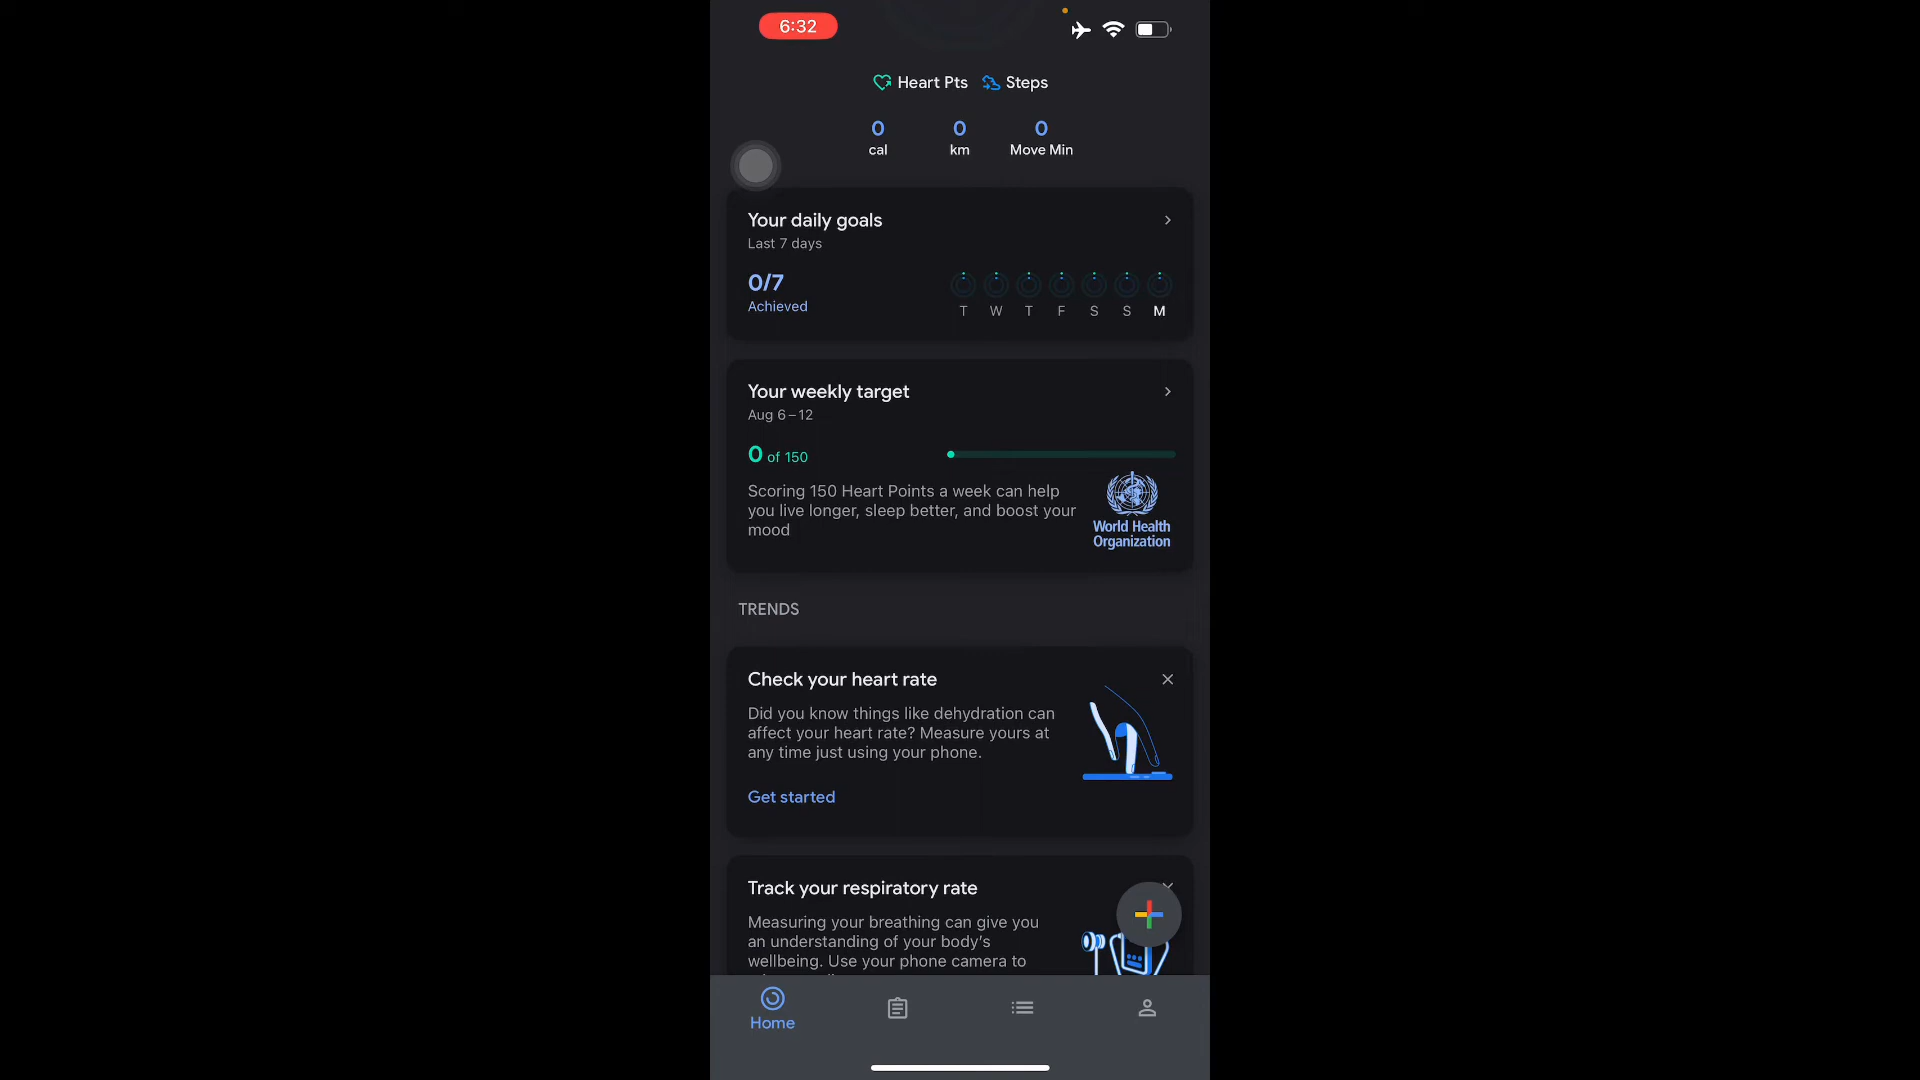 6:32
Heart Pts Steps
0 0 0
cal km Move Min
Your daily goals
Last 7 days
0/7
Achieved
T W T F S S M
Your weekly target
Aug 6 – 12
0 of 150
Scoring 150 Heart Points a week can help
you live longer, sleep better, and boost your
mood
World Health
Organization
TRENDS
Check your heart rate
Did you know things like dehydration can
affect your heart rate? Measure yours at
any time just using your phone.
Get started
Track your respiratory rate
Measuring your breathing can give you
an understanding of your body's
wellbeing. Use your phone camera to
Home